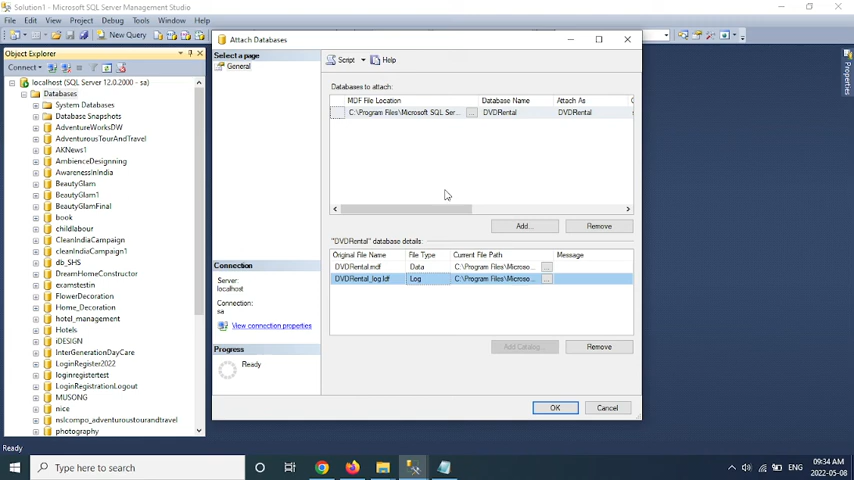 Solution1 - Microsoft SQL Server Management Studio
File Edit View Project Debug Tools Window Help
New Query
Object Explorer
Connect
localhost (SQL Server 12.0.2000 - sa)
Databases
System Databases
Database Snapshots
AdventureWorksDW
AdventurousTourAndTravel
AKNews1
AmbienceDesignning
AwarenessInIndia
BeautyGlam
BeautyGlam1
BeautyGlamFinal
book
childlabour
CleanIndiaCampaign
cleanIndiaCampaign1
db_SHS
DreamHomeConstructor
examstestin
FlowerDecoration
Home_Decoration
hotel_management
Hotels
iDESIGN
InterGenerationDayCare
LoginRegister2022
loginregistertest
LoginRegistrationLogout
MUSONG
nice
nslcompo_adventuroustourandtravel
photography
Attach Databases
Select a page
General
Connection
Server:
localhost
Connection:
sa
View connection properties
Progress
Ready
Script Help
Databases to attach:
MDF File Location Database Name Attach As
C:\Program Files\Microsoft SQL Ser... ... DVDRental DVDRental
Add... Remove
"DVDRental" database details:
Original File Name File Type Current File Path Message
DVDRental.mdf Data C:\Program Files\Microso... ...
DVDRental_log.ldf Log C:\Program Files\Microso... ...
Add Catalog... Remove
OK Cancel
Properties
Ready
Type here to search
ENG
09:34 AM
2022-05-08